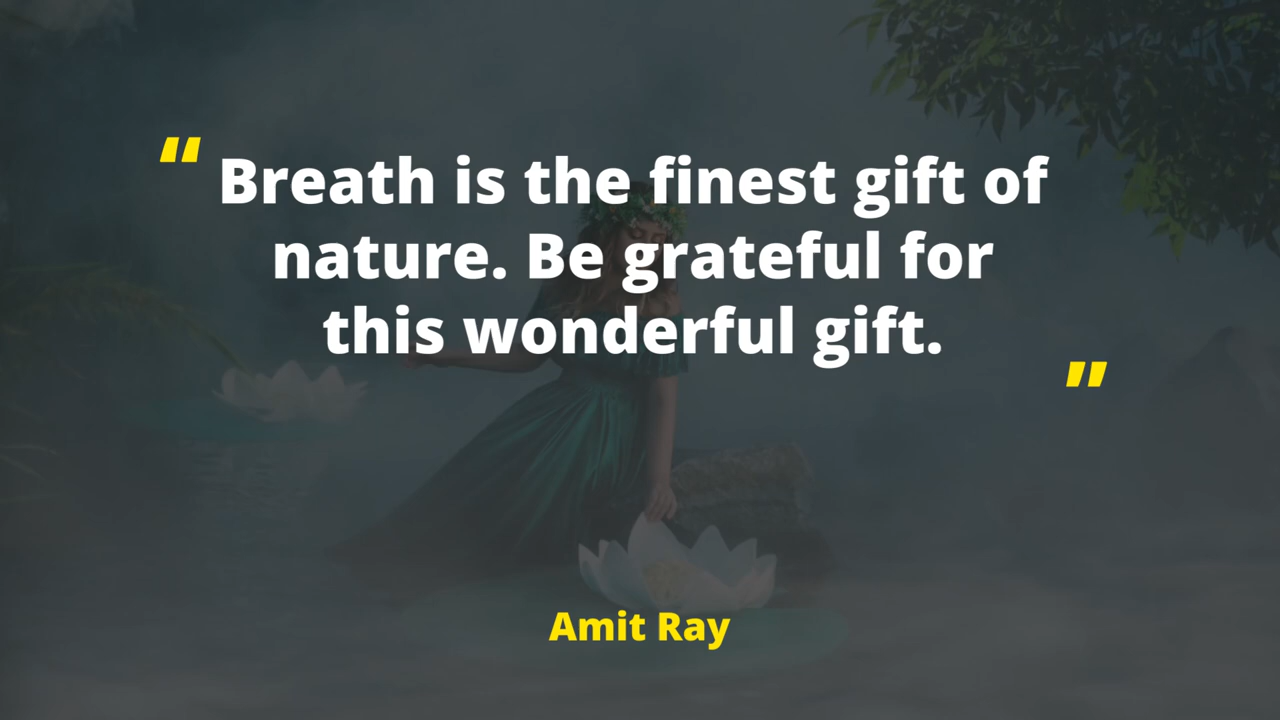 “ Breath is the finest gift of
nature. Be grateful for
this wonderful gift.
”
Amit Ray